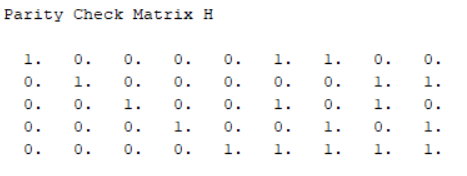 Parity Check Matrix H
1. 0. 0. 0. 0. 1. 1. 0. 0.
0. 1. 0. 0. 0. 0. 0. 1. 1.
0. 0. 1. 0. 0. 1. 0. 1. 0.
0. 0. 0. 1. 0. 0. 1. 0. 1.
0. 0. 0. 0. 1. 1. 1. 1. 1.